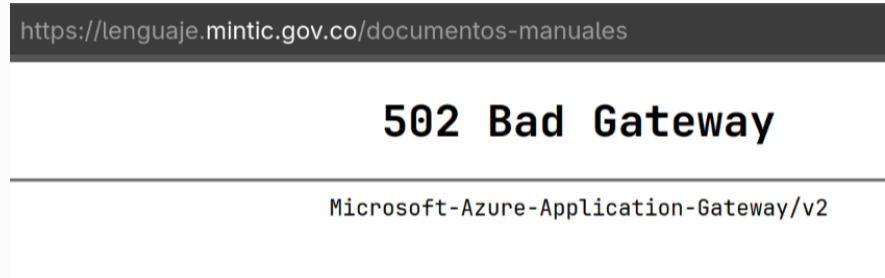 https://lenguaje.mintic.gov.co/documentos-manuales
502 Bad Gateway
Microsoft-Azure-Application-Gateway/v2